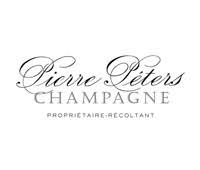 Pierre Péters
CHAMPAGNE
PROPRIÉTAIRE-RÉCOLTANT